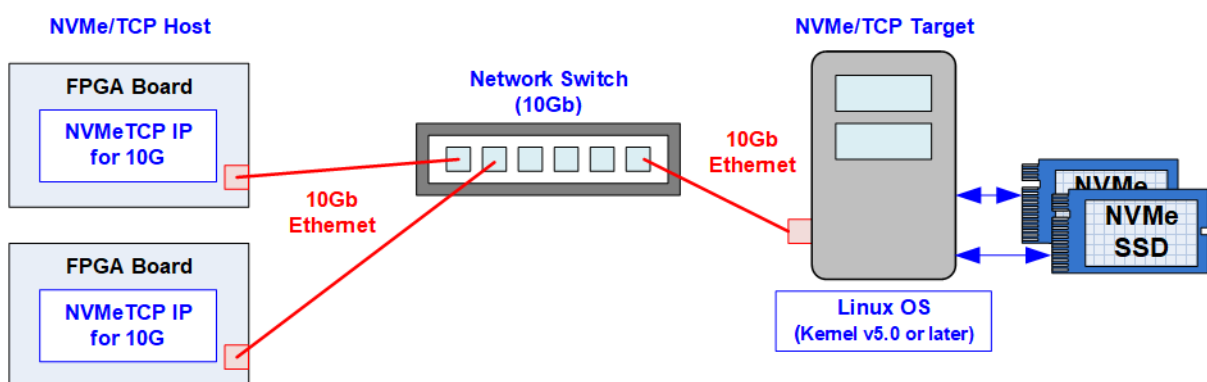 NVMe/TCP Host
FPGA Board
NVMeTCP IP
for 10G
FPGA Board
NVMeTCP IP
for 10G
10Gb
Ethernet
Network Switch
(10Gb)
10Gb
Ethernet
NVMe/TCP Target
Linux OS
(Kernel v5.0 or later)
NVMe
NVMe
SSD